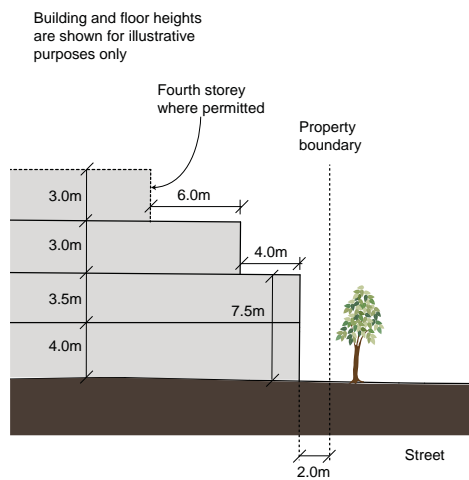 Building and floor heights
are shown for illustrative
purposes only
Fourth storey
where permitted
Property
boundary
3.0m
6.0m
3.0m
4.0m
3.5m
7.5m
4.0m
Street
2.0m